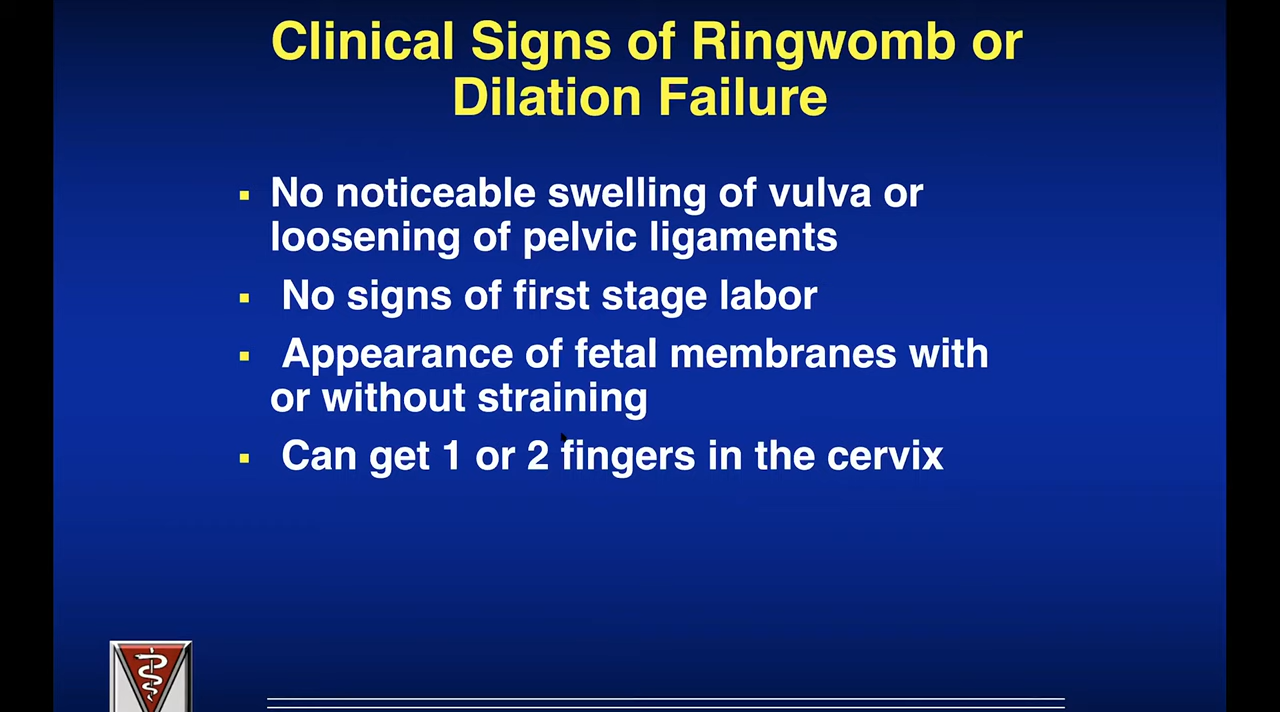 Clinical Signs of Ringwomb or
Dilation Failure
▪ No noticeable swelling of vulva or
loosening of pelvic ligaments
▪ No signs of first stage labor
▪ Appearance of fetal membranes with
or without straining
▪ Can get 1 or 2 fingers in the cervix